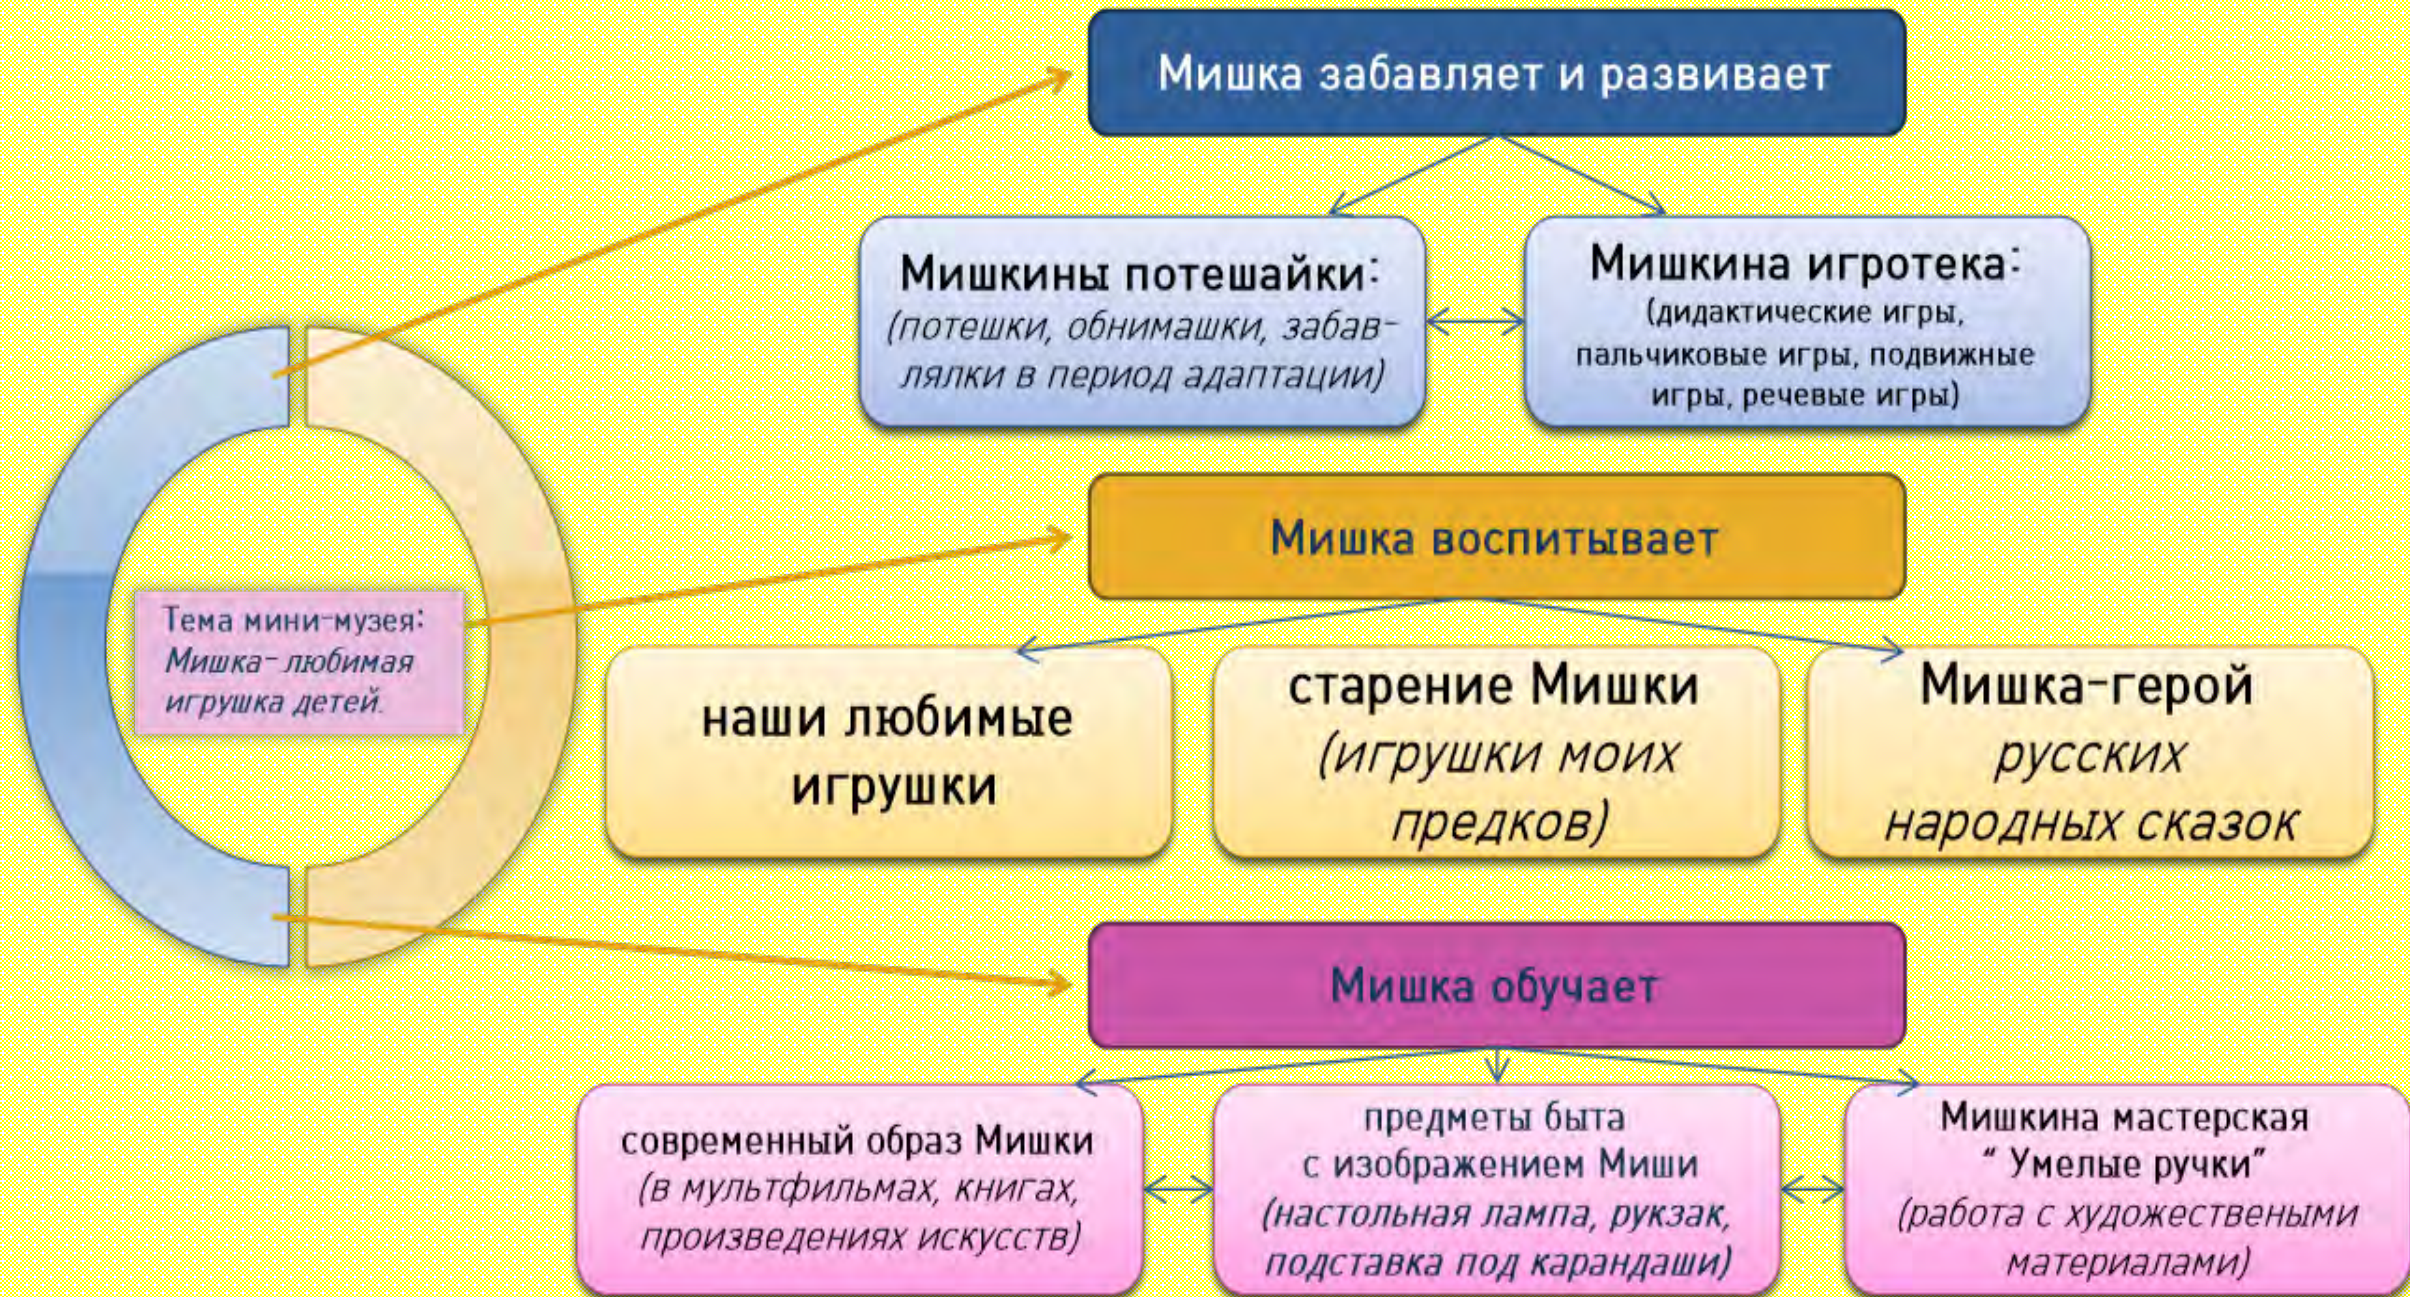 Мишка забавляет и развивает
Мишкины потешайки:
(потешки, обнимашки, забав-
лялки в период адаптации)
Мишкина игротека:
(дидактические игры,
пальчиковые игры, подвижные
игры, речевые игры)
Тема мини-музея:
Мишка- любимая
игрушка детей.
Мишка воспитывает
наши любимые
игрушки
старение Мишки
(игрушки моих
предков)
Мишка-герой
русских
народных сказок
Мишка обучает
современный образ Мишки
(в мультфильмах, книгах,
произведениях искусств)
предметы быта
с изображением Миши
(настольная лампа, рукзак,
подставка под карандаши)
Мишкина мастерская
“ Умелые ручки”
(работа с художествеными
материалами)